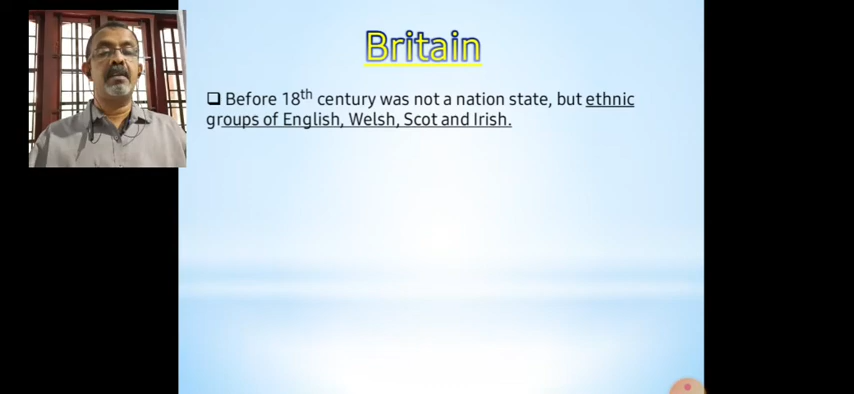 Britain
Before 18th century was not a nation state, but ethnic
groups of English, Welsh, Scot and Irish.